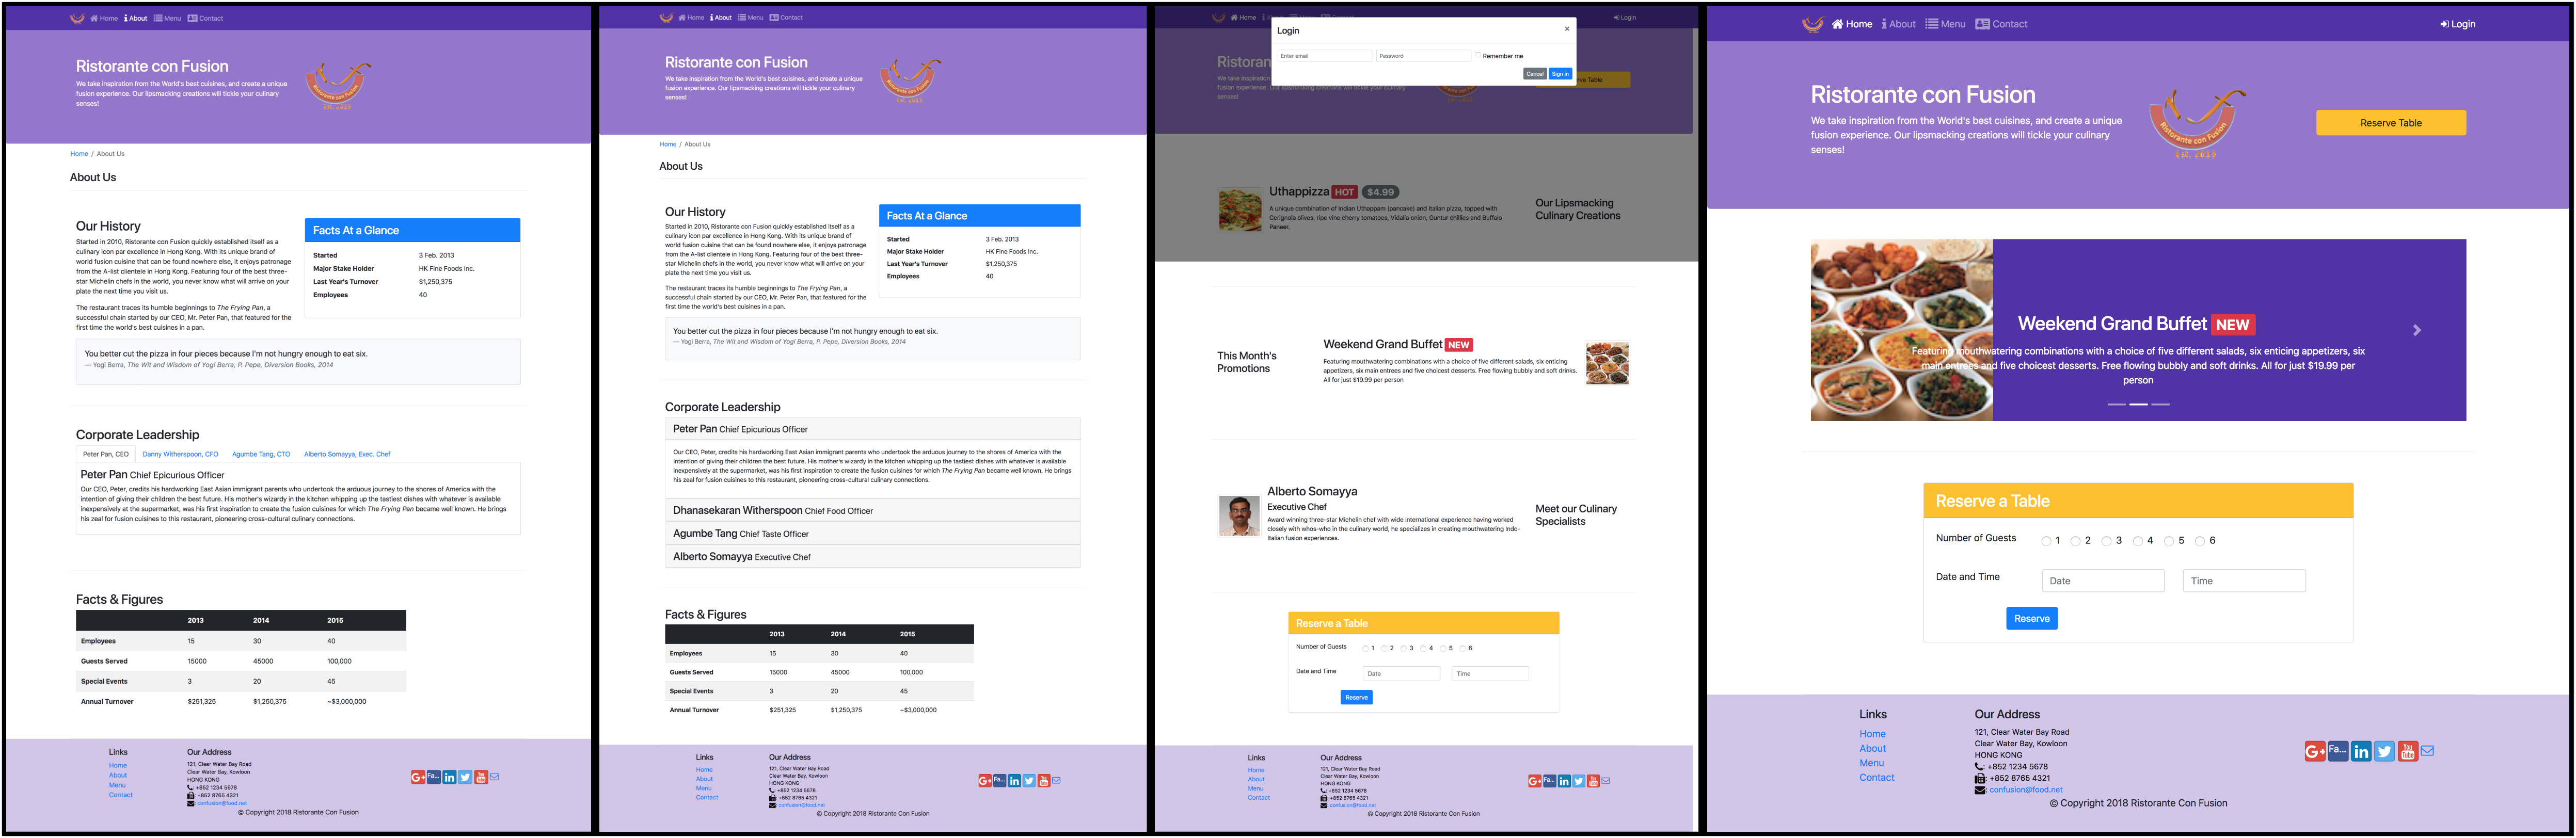 Home About Menu Contact
Ristorante con Fusion
We take inspiration from the World's best cuisines, and create a unique
fusion experience. Our lipsmacking creations will tickle your culinary
senses!
Ristorante con Fusion
Est. 2023
Home / About Us
About Us
Our History
Started in 2010, Ristorante con Fusion quickly established itself as a
culinary icon par excellence in Hong Kong. With its unique brand of
world fusion cuisine that can be found nowhere else, it enjoys patronage
from the A-list clientele in Hong Kong. Featuring four of the best three-
star Michelin chefs in the world, you never know what will arrive on your
plate the next time you visit us.
The restaurant traces its humble beginnings to The Frying Pan, a
successful chain started by our CEO, Mr. Peter Pan, that featured for the
first time the world's best cuisines in a pan.
Facts At a Glance
Started 3 Feb. 2013
Major Stake Holder HK Fine Foods Inc.
Last Year's Turnover $1,250,375
Employees 40
You better cut the pizza in four pieces because I'm not hungry enough to eat six.
— Yogi Berra, The Wit and Wisdom of Yogi Berra, P. Pepe, Diversion Books, 2014
Corporate Leadership
Peter Pan, CEO Danny Witherspoon, CFO Agumbe Tang, CTO Alberto Somayya, Exec. Chef
Peter Pan Chief Epicurious Officer
Our CEO, Peter, credits his hardworking East Asian immigrant parents who undertook the arduous journey to the shores of America with the
intention of giving their children the best future. His mother's wizardy in the kitchen whipping up the tastiest dishes with whatever is available
inexpensively at the supermarket, was his first inspiration to create the fusion cuisines for which The Frying Pan became well known. He brings
his zeal for fusion cuisines to this restaurant, pioneering cross-cultural culinary connections.
Facts & Figures
2013 2014 2015
Employees 15 30 40
Guests Served 15000 45000 100,000
Special Events 3 20 45
Annual Turnover $251,325 $1,250,375 ~$3,000,000
Links
Home
About
Menu
Contact
Our Address
121, Clear Water Bay Road
Clear Water Bay, Kowloon
HONG KONG
: +852 1234 5678
: +852 8765 4321
: confusion@food.net
G+ Fa... in You Tube
© Copyright 2018 Ristorante Con Fusion
Home About Menu Contact
Ristorante con Fusion
We take inspiration from the World's best cuisines, and create a unique
fusion experience. Our lipsmacking creations will tickle your culinary
senses!
Ristorante con Fusion
Home / About Us
About Us
Our History
Started in 2010, Ristorante con Fusion quickly established itself as a
culinary icon par excellence in Hong Kong. With its unique brand of
world fusion cuisine that can be found nowhere else, it enjoys patronage
from the A-list clientele in Hong Kong. Featuring four of the best three-
star Michelin chefs in the world, you never know what will arrive on your
plate the next time you visit us.
The restaurant traces its humble beginnings to The Frying Pan, a
successful chain started by our CEO, Mr. Peter Pan, that featured for the
first time the world's best cuisines in a pan.
Facts At a Glance
Started 3 Feb. 2013
Major Stake Holder HK Fine Foods Inc.
Last Year's Turnover $1,250,375
Employees 40
You better cut the pizza in four pieces because I'm not hungry enough to eat six.
— Yogi Berra, The Wit and Wisdom of Yogi Berra, P. Pepe, Diversion Books, 2014
Corporate Leadership
Peter Pan Chief Epicurious Officer
Our CEO, Peter, credits his hardworking East Asian immigrant parents who undertook the arduous journey to the shores of America with the
intention of giving their children the best future. His mother's wizardy in the kitchen whipping up the tastiest dishes with whatever is available
inexpensively at the supermarket, was his first inspiration to create the fusion cuisines for which The Frying Pan became well known. He brings
his zeal for fusion cuisines to this restaurant, pioneering cross-cultural culinary connections.
Dhanasekaran Witherspoon Chief Food Officer
Agumbe Tang Chief Taste Officer
Alberto Somayya Executive Chef
Facts & Figures
2013 2014 2015
Employees 15 30 40
Guests Served 15000 45000 100,000
Special Events 3 20 45
Annual Turnover $251,325 $1,250,375 ~$3,000,000
Links
Home
About
Menu
Contact
Our Address
121, Clear Water Bay Road
Clear Water Bay, Kowloon
HONG KONG
: +852 1234 5678
: +852 8765 4321
: confusion@food.net
G+ Fa... in You Tube
© Copyright 2018 Ristorante Con Fusion
Home Login
Login ×
Enter email Password Remember me
Cancel Sign in
Ristoran
We take inspiration
fusion experience. Our lipsmacking creations will tickle your culinary
senses!
rve Table
Uthappizza HOT $4.99
A unique combination of Indian Uthappam (pancake) and Italian pizza, topped with
Cerignola olives, ripe vine cherry tomatoes, Vidalia onion, Guntur chillies and Buffalo
Paneer.
Our Lipsmacking
Culinary Creations
This Month's
Promotions
Weekend Grand Buffet NEW
Featuring mouthwatering combinations with a choice of five different salads, six enticing
appetizers, six main entrees and five choicest desserts. Free flowing bubbly and soft drinks.
All for just $19.99 per person
Alberto Somayya
Executive Chef
Award winning three-star Michelin chef with wide International experience having worked
closely with whos-who in the culinary world, he specializes in creating mouthwatering Indo-
Italian fusion experiences.
Meet our Culinary
Specialists
Reserve a Table
Number of Guests 1 2 3 4 5 6
Date and Time Date Time
Reserve
Links
Home
About
Menu
Contact
Our Address
121, Clear Water Bay Road
Clear Water Bay, Kowloon
HONG KONG
: +852 1234 5678
: +852 8765 4321
: confusion@food.net
G+ Fa... in You Tube
© Copyright 2018 Ristorante Con Fusion
Home About Menu Contact Login
Ristorante con Fusion
We take inspiration from the World's best cuisines, and create a unique
fusion experience. Our lipsmacking creations will tickle your culinary
senses!
Ristorante con Fusion
Reserve Table
Weekend Grand Buffet NEW
Featuring mouthwatering combinations with a choice of five different salads, six enticing appetizers, six
main entrees and five choicest desserts. Free flowing bubbly and soft drinks. All for just $19.99 per
person
Reserve a Table
Number of Guests 1 2 3 4 5 6
Date and Time Date Time
Reserve
Links
Home
About
Menu
Contact
Our Address
121, Clear Water Bay Road
Clear Water Bay, Kowloon
HONG KONG
: +852 1234 5678
: +852 8765 4321
: confusion@food.net
G+ Fa... in You Tube
© Copyright 2018 Ristorante Con Fusion